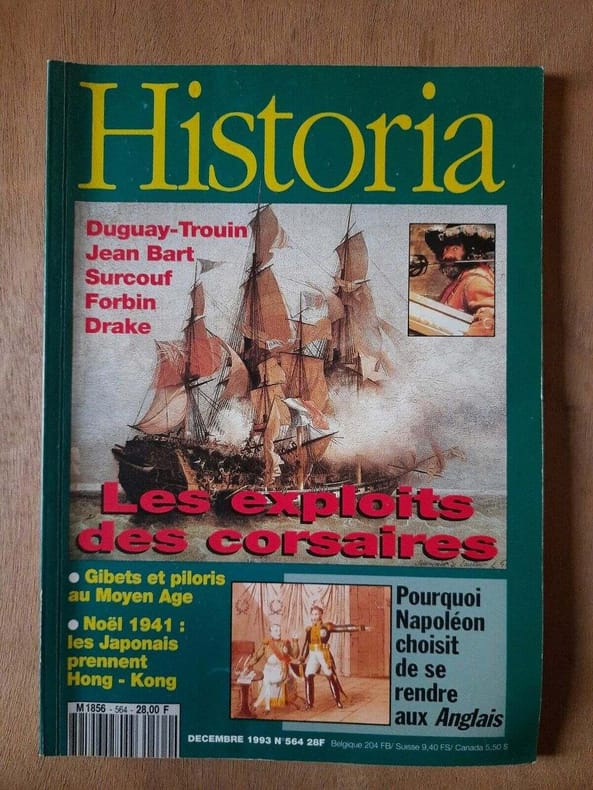 Historia
Duguay-Trouin
Jean Bart
Surcouf
Forbin
Drake
Les exploits
des corsaires
● Gibets et piloris
au Moyen Age
● Noël 1941 :
les Japonais
prennent
Hong - Kong
Pourquoi
Napoléon
choisit
de se
rendre
aux Anglais
M 1856 - 564 - 28,00 F
DECEMBRE 1993 N°564 28F Belgique 204 FB/ Suisse 9,40 FS/ Canada 5,50 $